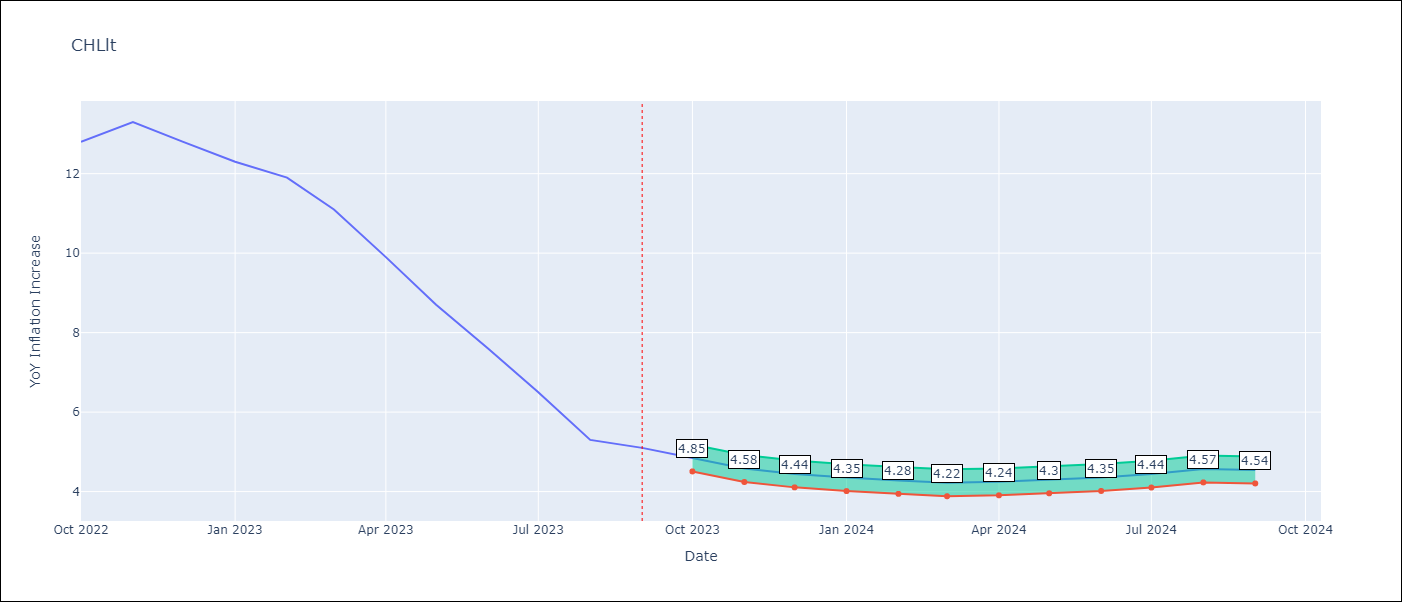 CHLlt
YoY Inflation Increase
12
10
8
6
4
4.85
4.58
4.44
4.35
4.28
4.22
4.24
4.3
4.35
4.44
4.57
4.54
Oct 2022
Jan 2023
Apr 2023
Jul 2023
Oct 2023
Jan 2024
Apr 2024
Jul 2024
Oct 2024
Date